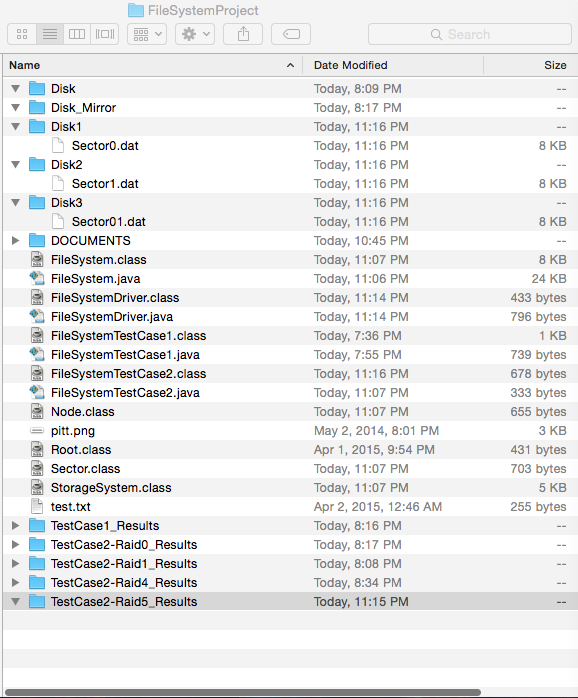 FileSystemProject
Search
Name Date Modified Size
Disk Today, 8:09 PM --
Disk_Mirror Today, 8:17 PM --
Disk1 Today, 11:16 PM --
Sector0.dat Today, 11:16 PM 8 KB
Disk2 Today, 11:16 PM --
Sector1.dat Today, 11:16 PM 8 KB
Disk3 Today, 11:16 PM --
Sector01.dat Today, 11:16 PM 8 KB
DOCUMENTS Today, 10:45 PM --
FileSystem.class Today, 11:07 PM 8 KB
FileSystem.java Today, 11:06 PM 24 KB
FileSystemDriver.class Today, 11:14 PM 433 bytes
FileSystemDriver.java Today, 11:14 PM 796 bytes
FileSystemTestCase1.class Today, 7:36 PM 1 KB
FileSystemTestCase1.java Today, 7:55 PM 739 bytes
FileSystemTestCase2.class Today, 11:16 PM 678 bytes
FileSystemTestCase2.java Today, 11:07 PM 333 bytes
Node.class Today, 11:07 PM 655 bytes
pitt.png May 2, 2014, 8:01 PM 3 KB
Root.class Apr 1, 2015, 9:54 PM 431 bytes
Sector.class Today, 11:07 PM 703 bytes
StorageSystem.class Today, 11:07 PM 5 KB
test.txt Apr 2, 2015, 12:46 AM 255 bytes
TestCase1_Results Today, 8:16 PM --
TestCase2-Raid0_Results Today, 8:17 PM --
TestCase2-Raid1_Results Today, 8:08 PM --
TestCase2-Raid4_Results Today, 8:34 PM --
TestCase2-Raid5_Results Today, 11:15 PM --